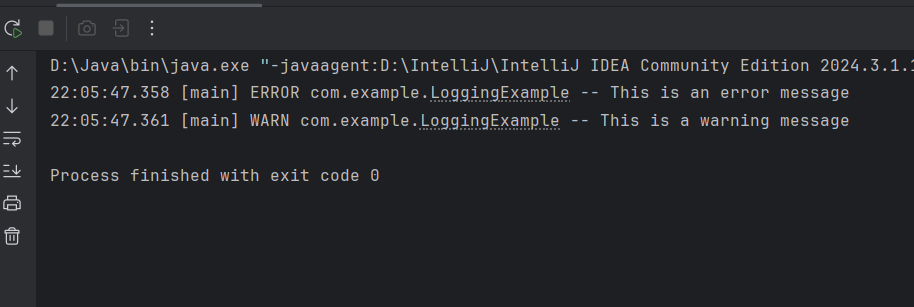 D:\Java\bin\java.exe "-javaagent:D:\IntelliJ\IntelliJ IDEA Community Edition 2024.3.1.1
22:05:47.358 [main] ERROR com.example.LoggingExample -- This is an error message
22:05:47.361 [main] WARN com.example.LoggingExample -- This is a warning message
Process finished with exit code 0